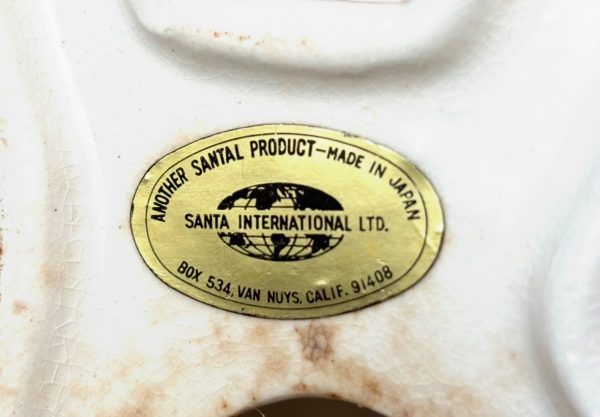 ANOTHER SANTAL PRODUCT-MADE IN JAPAN
SANTA INTERNATIONAL LTD.
BOX 534, VAN NUYS, CALIF. 91408